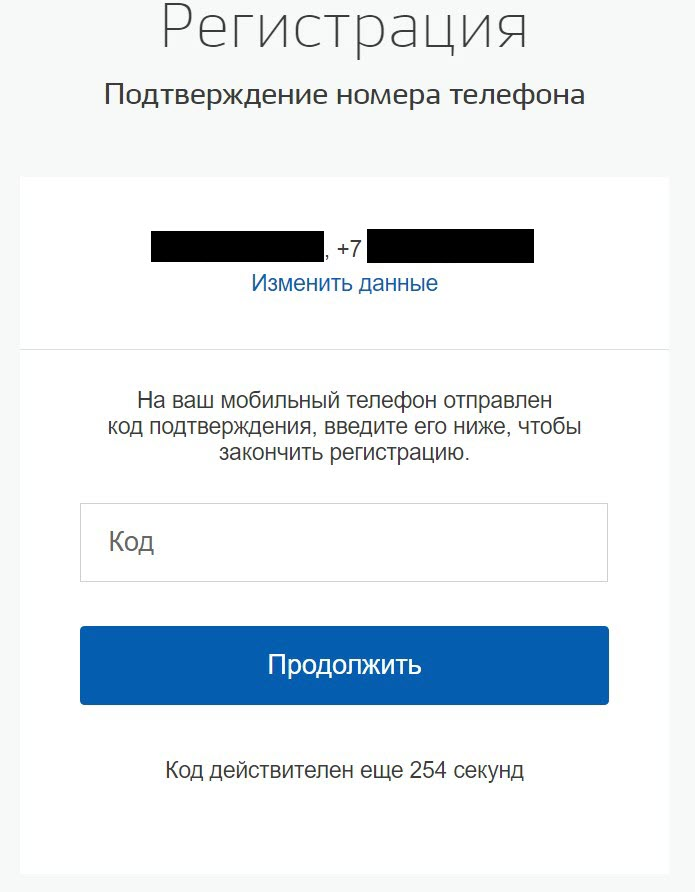 Регистрация
Подтверждение номера телефона
, +7
Изменить данные
На ваш мобильный телефон отправлен
код подтверждения, введите его ниже, чтобы
закончить регистрацию.
Код
Продолжить
Код действителен еще 254 секунд